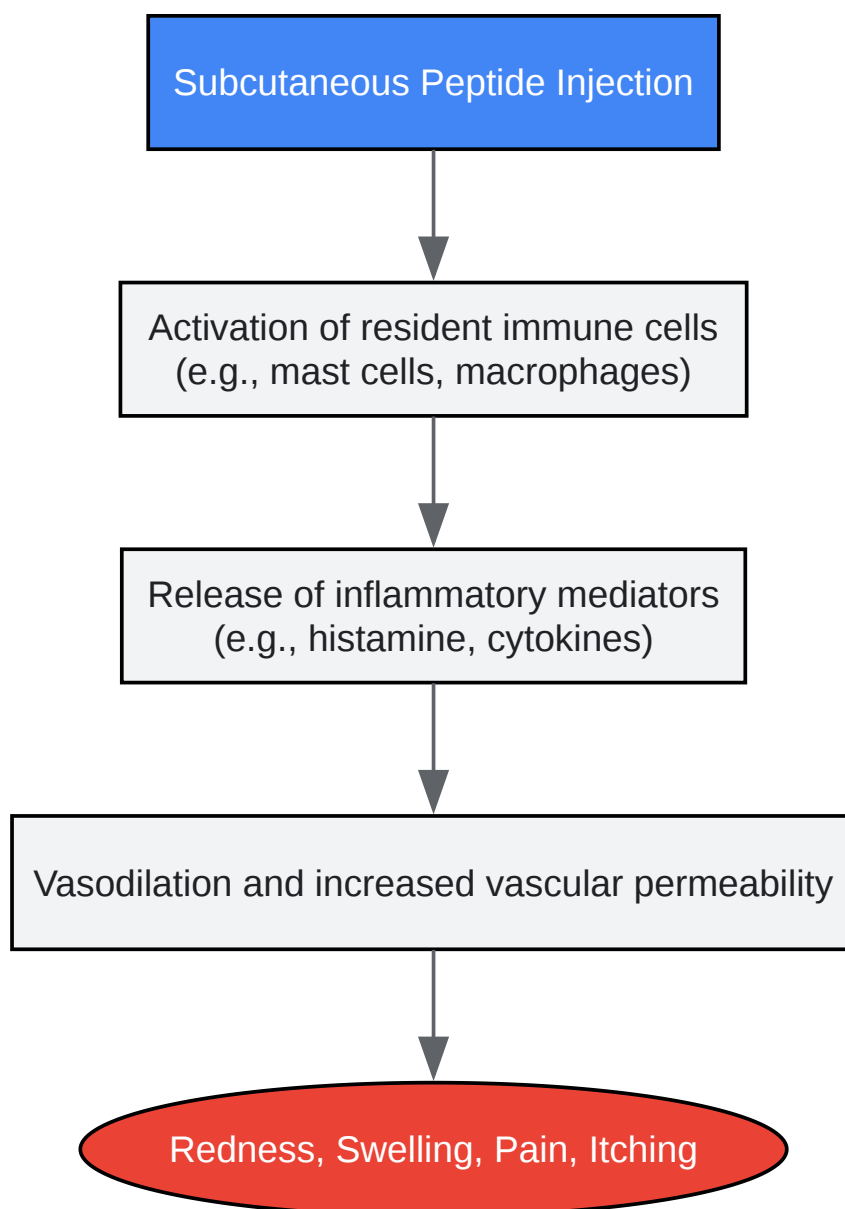 Subcutaneous Peptide Injection
Activation of resident immune cells
(e.g., mast cells, macrophages)
Release of inflammatory mediators
(e.g., histamine, cytokines)
Vasodilation and increased vascular permeability
Redness, Swelling, Pain, Itching